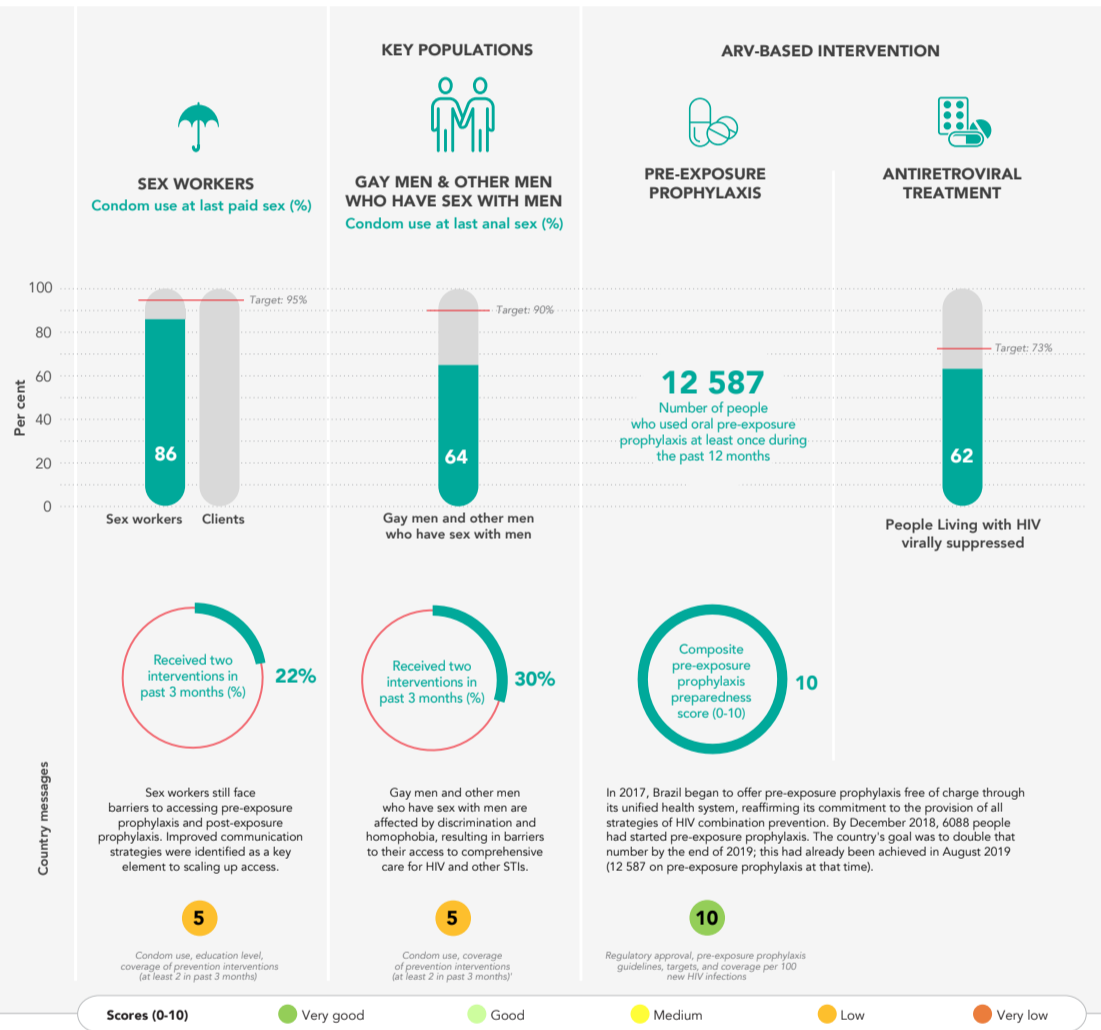 KEY POPULATIONS
ARV-BASED INTERVENTION
SEX WORKERS
Condom use at last paid sex (%)
GAY MEN & OTHER MEN
WHO HAVE SEX WITH MEN
Condom use at last anal sex (%)
PRE-EXPOSURE
PROPHYLAXIS
ANTIRETROVIRAL
TREATMENT
Per cent
100
80
60
40
20
0
Target: 95%
86
Sex workers
Clients
Target: 90%
64
Gay men and other men
who have sex with men
12 587
Number of people
who used oral pre-exposure
prophylaxis at least once during
the past 12 months
Target: 73%
62
People Living with HIV
virally suppressed
Received two
interventions in
past 3 months (%)
22%
Received two
interventions in
past 3 months (%)
30%
Composite
pre-exposure
prophylaxis
preparedness
score (0-10)
10
Country messages
Sex workers still face
barriers to accessing pre-exposure
prophylaxis and post-exposure
prophylaxis. Improved communication
strategies were identified as a key
element to scaling up access.
Gay men and other men
who have sex with men are
affected by discrimination and
homophobia, resulting in barriers
to their access to comprehensive
care for HIV and other STIs.
In 2017, Brazil began to offer pre-exposure prophylaxis free of charge through
its unified health system, reaffirming its commitment to the provision of all
strategies of HIV combination prevention. By December 2018, 6088 people
had started pre-exposure prophylaxis. The country's goal was to double that
number by the end of 2019; this had already been achieved in August 2019
(12 587 on pre-exposure prophylaxis at that time).
5
Condom use, education level,
coverage of prevention interventions
(at least 2 in past 3 months)
5
Condom use, coverage
of prevention interventions
(at least 2 in past 3 months)'
10
Regulatory approval, pre-exposure prophylaxis
guidelines, targets, and coverage per 100
new HIV infections
Scores (0-10)
Very good
Good
Medium
Low
Very low